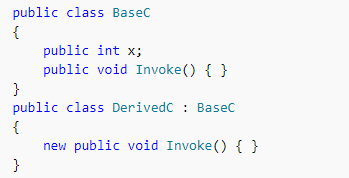 public class BaseC
{
    public int x;
    public void Invoke() { }
}
public class DerivedC : BaseC
{
    new public void Invoke() { }
}